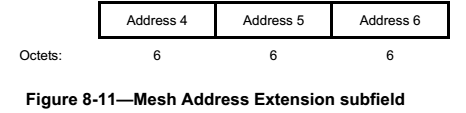 Address 4 Address 5 Address 6
Octets: 6 6 6
Figure 8-11—Mesh Address Extension subfield